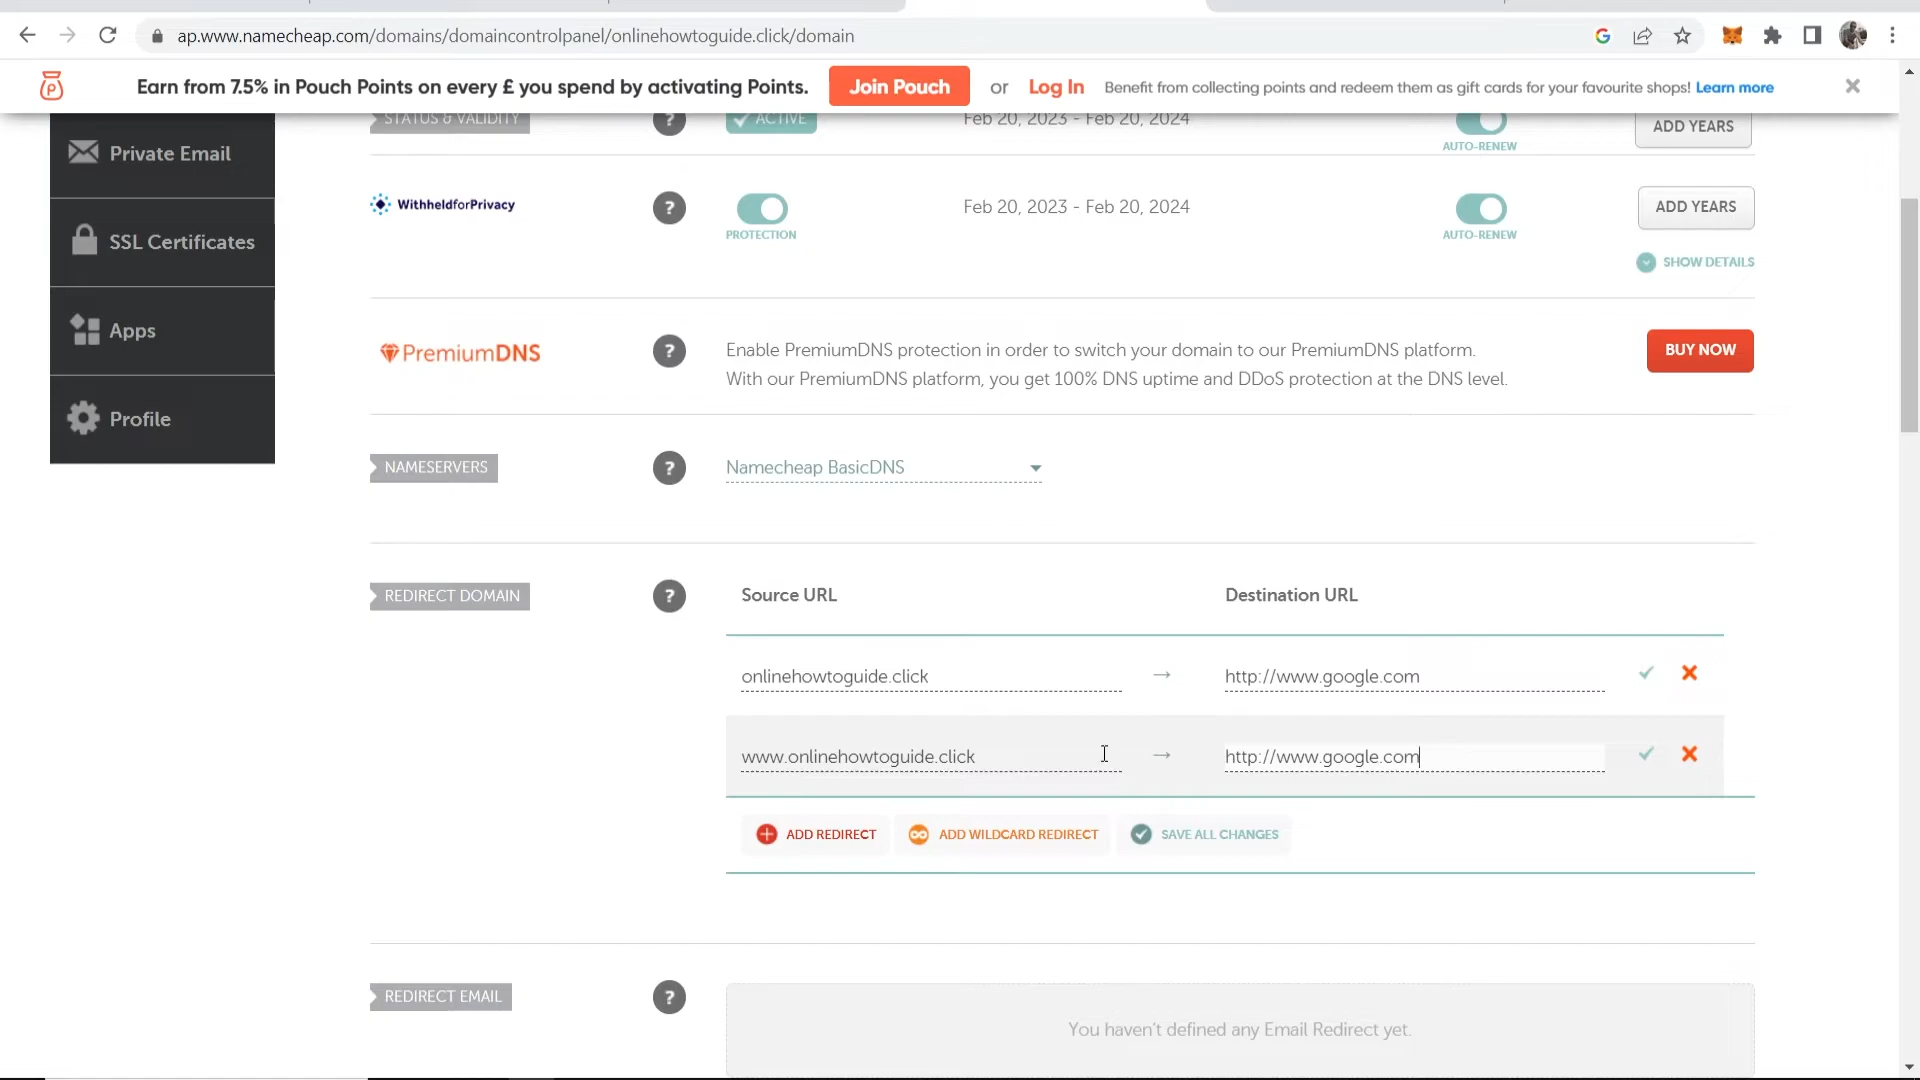 ap.www.namecheap.com/domains/domaincontrolpanel/onlinehowtoguide.click/domain
Earn from 7.5% in Pouch Points on every £ you spend by activating Points. Join Pouch or Log In Benefit from collecting points and redeem them as gift cards for your favourite shops! Learn more
STATUS & VALIDITY ? ACTIVE Feb 20, 2023 - Feb 20, 2024 ADD YEARS
AUTO-RENEW
Private Email
WithheldforPrivacy ? Feb 20, 2023 - Feb 20, 2024 ADD YEARS
PROTECTION AUTO-RENEW
SSL Certificates
SHOW DETAILS
Apps
PremiumDNS ? Enable PremiumDNS protection in order to switch your domain to our PremiumDNS platform. BUY NOW
With our PremiumDNS platform, you get 100% DNS uptime and DDoS protection at the DNS level.
Profile
NAMESERVERS ? Namecheap BasicDNS
REDIRECT DOMAIN ? Source URL Destination URL
onlinehowtoguide.click → http://www.google.com
www.onlinehowtoguide.click → http://www.google.com
ADD REDIRECT ADD WILDCARD REDIRECT SAVE ALL CHANGES
REDIRECT EMAIL ?
You haven't defined any Email Redirect yet.